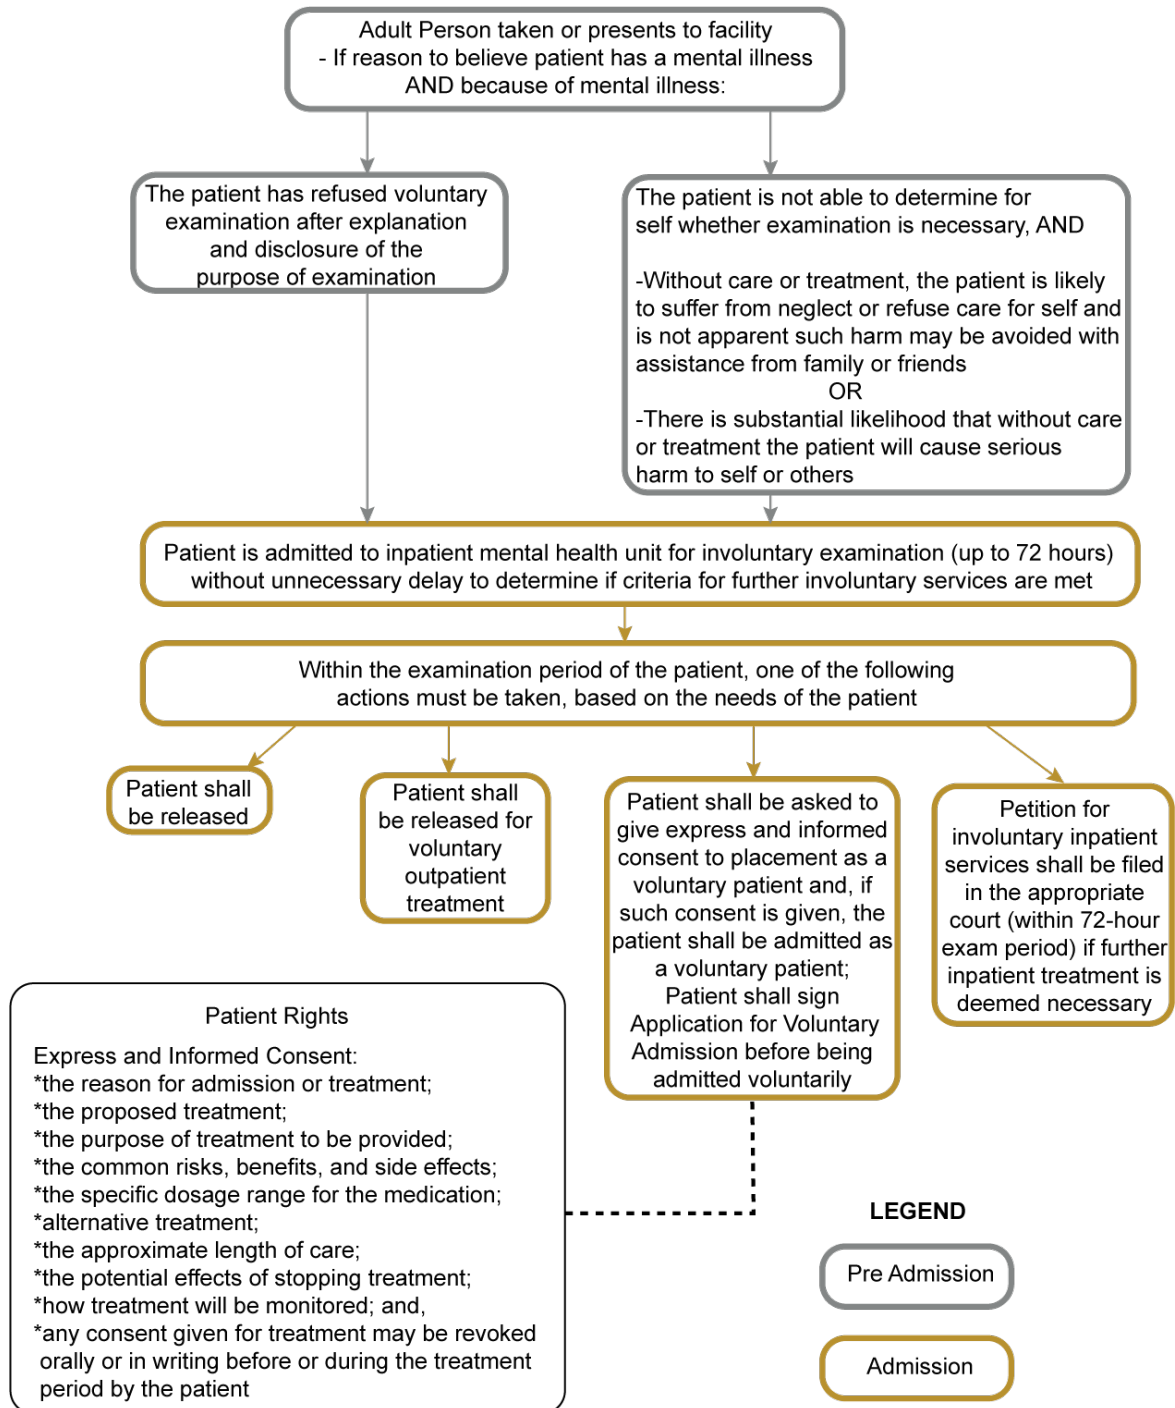 Adult Person taken or presents to facility
- If reason to believe patient has a mental illness
AND because of mental illness:
The patient has refused voluntary
examination after explanation
and disclosure of the
purpose of examination
The patient is not able to determine for
self whether examination is necessary, AND
-Without care or treatment, the patient is likely
to suffer from neglect or refuse care for self and
is not apparent such harm may be avoided with
assistance from family or friends
OR
-There is substantial likelihood that without care
or treatment the patient will cause serious
harm to self or others
Patient is admitted to inpatient mental health unit for involuntary examination (up to 72 hours)
without unnecessary delay to determine if criteria for further involuntary services are met
Within the examination period of the patient, one of the following
actions must be taken, based on the needs of the patient
Patient shall
be released
Patient shall
be released for
voluntary
outpatient
treatment
Patient shall be asked to
give express and informed
consent to placement as a
voluntary patient and, if
such consent is given, the
patient shall be admitted as
a voluntary patient;
Patient shall sign
Application for Voluntary
Admission before being
admitted voluntarily
Petition for
involuntary inpatient
services shall be filed
in the appropriate
court (within 72-hour
exam period) if further
inpatient treatment is
deemed necessary
Patient Rights
Express and Informed Consent:
*the reason for admission or treatment;
*the proposed treatment;
*the purpose of treatment to be provided;
*the common risks, benefits, and side effects;
*the specific dosage range for the medication;
*alternative treatment;
*the approximate length of care;
*the potential effects of stopping treatment;
*how treatment will be monitored; and,
*any consent given for treatment may be revoked
orally or in writing before or during the treatment
period by the patient
LEGEND
Pre Admission
Admission